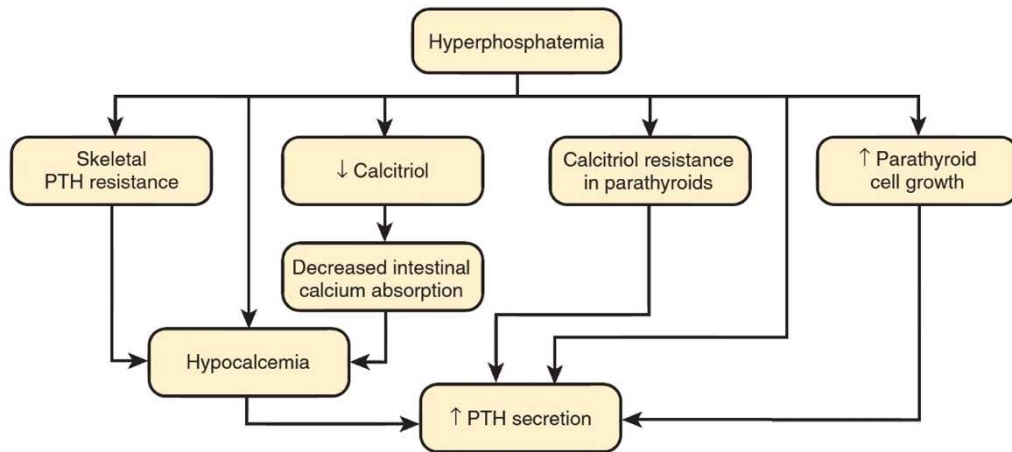 Hyperphosphatemia
Skeletal
PTH resistance
↓ Calcitriol
Calcitriol resistance
in parathyroids
↑ Parathyroid
cell growth
Decreased intestinal
calcium absorption
Hypocalcemia
↑ PTH secretion